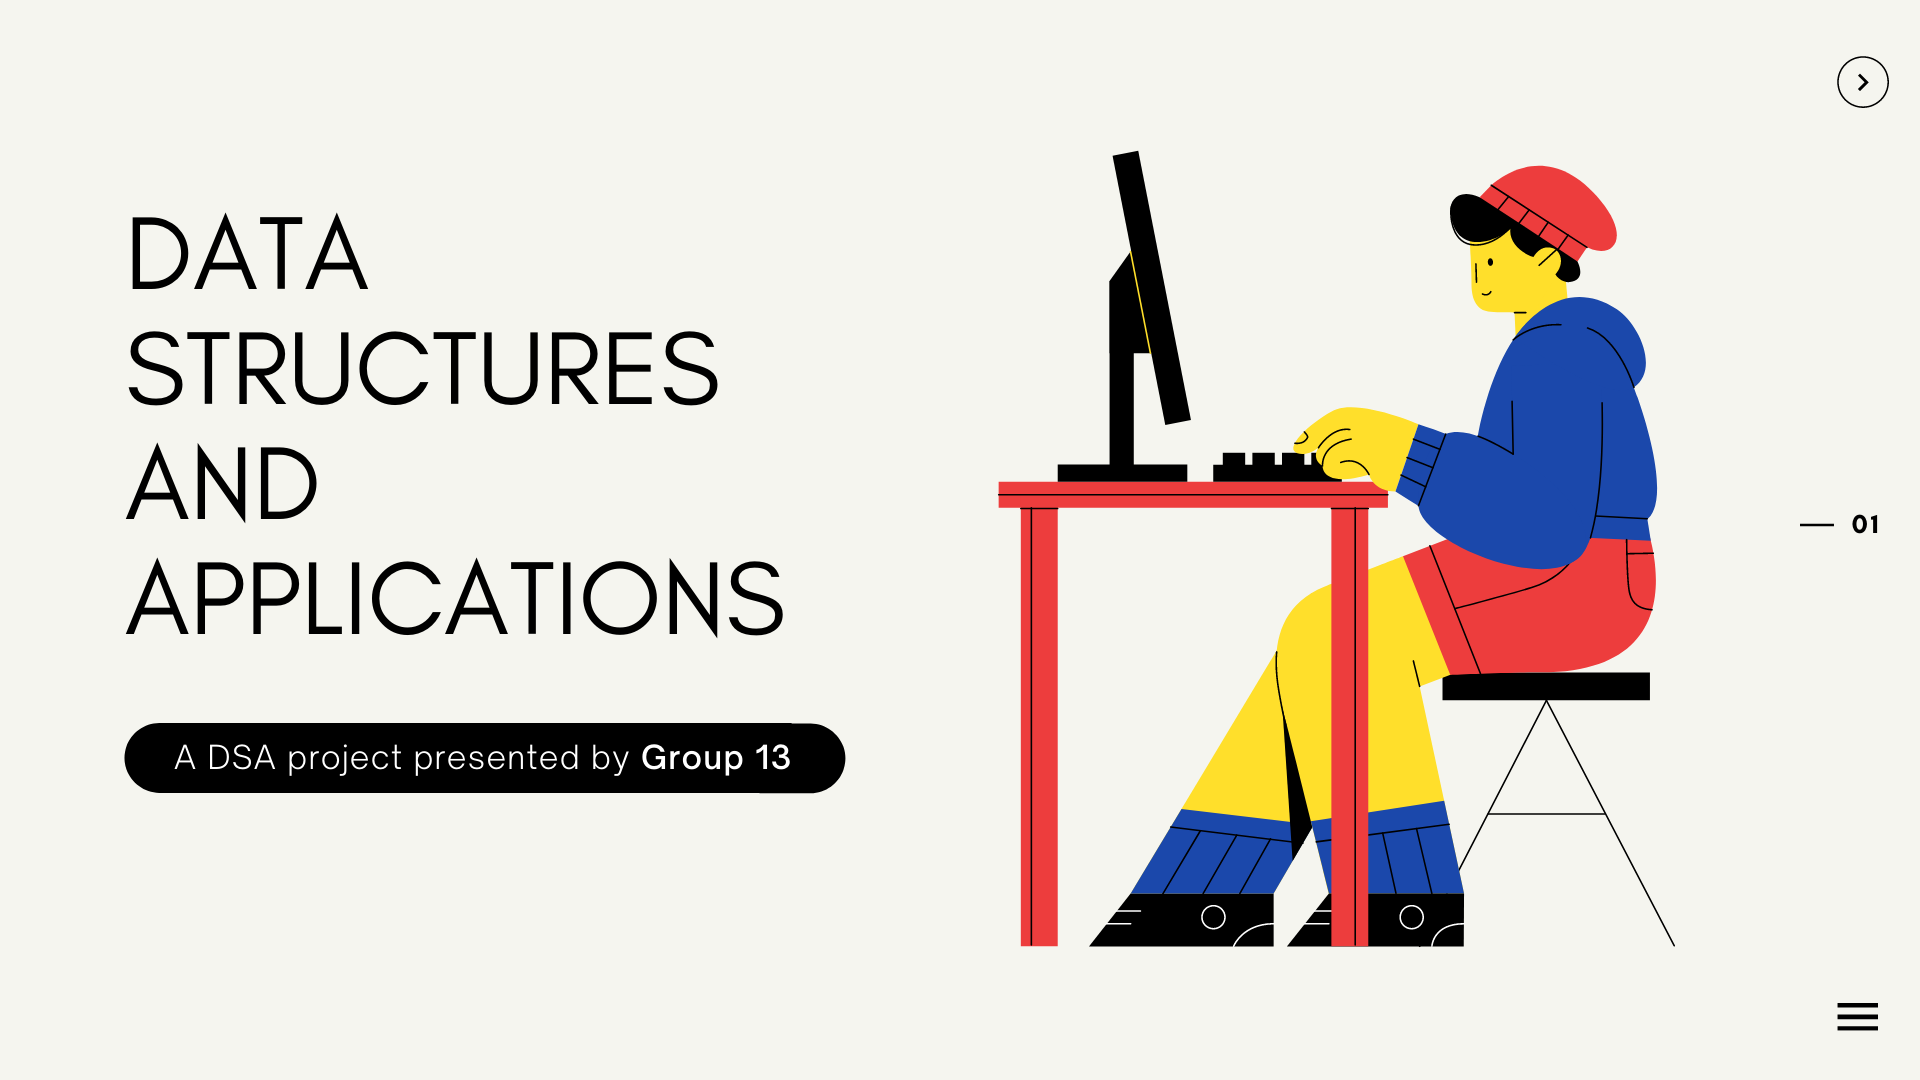 DATA
STRUCTURES
AND
APPLICATIONS
A DSA project presented by Group 13
01